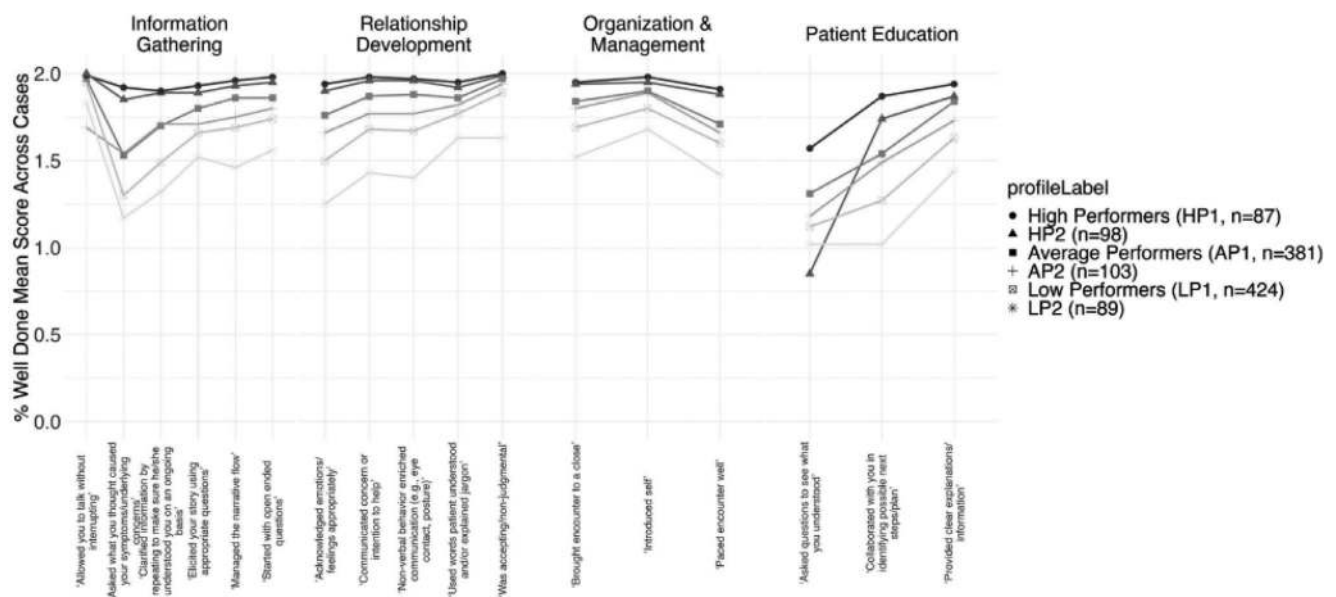 Information
Gathering
Relationship
Development
Organization &
Management
Patient Education
% Well Done Mean Score Across Cases
2.0
1.5
1.0
0.5
0.0
profileLabel
High Performers (HP1, n=87)
HP2 (n=98)
Average Performers (AP1, n=381)
AP2 (n=103)
Low Performers (LP1, n=424)
LP2 (n=89)
'Allowed you to talk without
interrupting'
'Asked what you thought caused
your symptoms/underlying
concerns'
'Clarified information by
repeating to make sure he/she
understood you on an ongoing
basis'
'Elicited your story using
appropriate questions'
'Managed the narrative flow'
'Started with open ended
questions'
'Acknowledged emotions/
feelings appropriately'
'Communicated concern or
intention to help'
'Non-verbal behavior enriched
communication (e.g., eye
contact, posture)'
'Used words patient understood
and/or explained jargon'
'Was accepting/non-judgmental'
'Brought encounter to a close'
'Introduced self'
'Paced encounter well'
'Asked questions to see what
you understood'
'Collaborated with you in
identifying possible next
steps/plan'
'Provided clear explanations/
information'